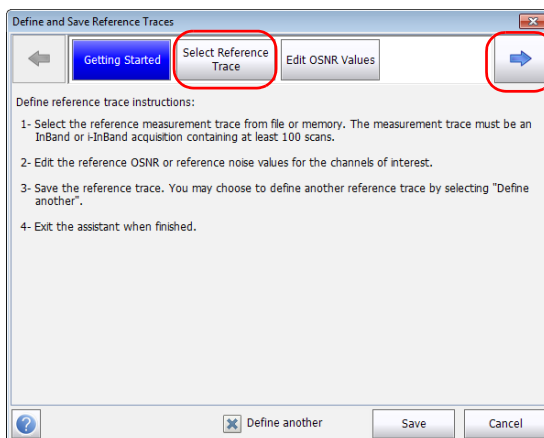 Define and Save Reference Traces
Getting Started
Select Reference
Trace
Edit OSNR Values
Define reference trace instructions:
1- Select the reference measurement trace from file or memory. The measurement trace must be an
InBand or i-InBand acquisition containing at least 100 scans.
2- Edit the reference OSNR or reference noise values for the channels of interest.
3- Save the reference trace. You may choose to define another reference trace by selecting "Define
another".
4- Exit the assistant when finished.
Define another
Save
Cancel